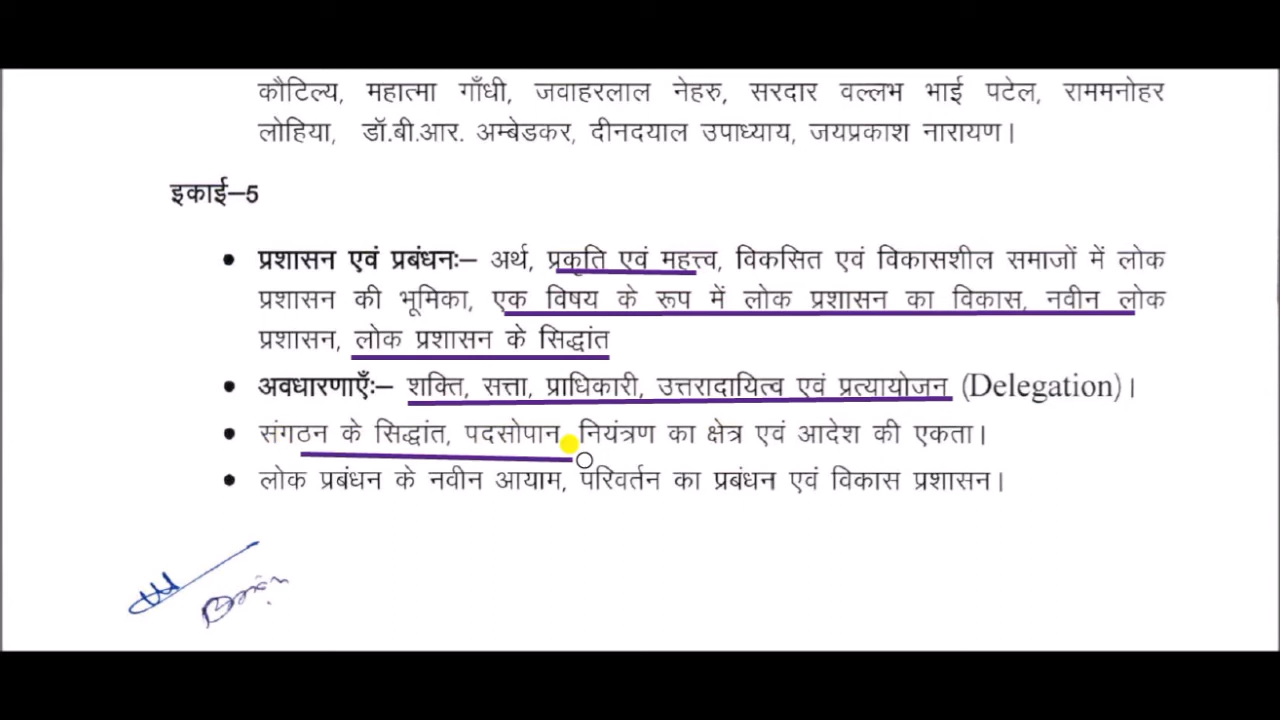 कौटिल्य, महात्मा गाँधी, जवाहरलाल नेहरु, सरदार वल्लभ भाई पटेल, राममनोहर
लोहिया, डॉ.बी.आर. अम्बेडकर, दीनदयाल उपाध्याय, जयप्रकाश नारायण।
इकाई–5
• प्रशासन एवं प्रबंधनः– अर्थ, प्रकृति एवं महत्त्व, विकसित एवं विकासशील समाजों में लोक
प्रशासन की भूमिका, एक विषय के रूप में लोक प्रशासन का विकास, नवीन लोक
प्रशासन, लोक प्रशासन के सिद्धांत
• अवधारणाएँः– शक्ति, सत्ता, प्राधिकारी, उत्तरादायित्व एवं प्रत्यायोजन (Delegation)।
• संगठन के सिद्धांत, पदसोपान नियंत्रण का क्षेत्र एवं आदेश की एकता।
• लोक प्रबंधन के नवीन आयाम, परिवर्तन का प्रबंधन एवं विकास प्रशासन।